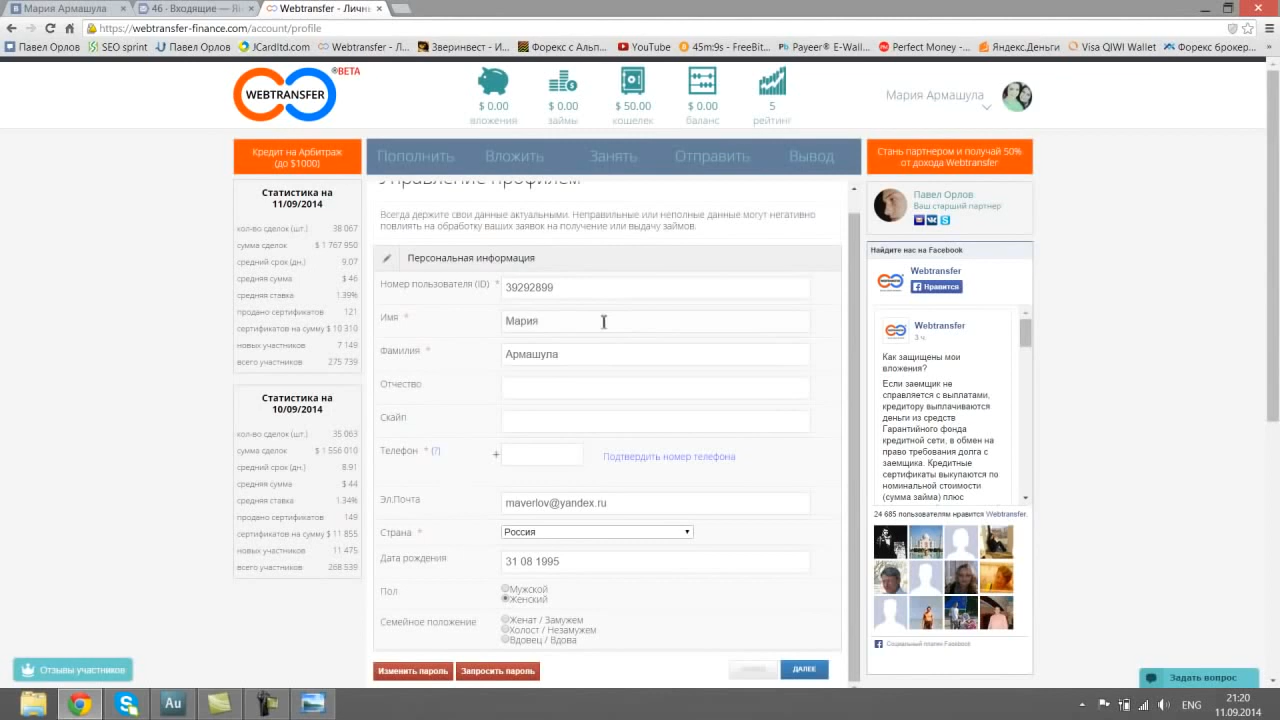 Мария Армашула
46 - Входящие — Ян
Webtransfer - Личн
https://webtransfer-finance.com/account/profile
Павел Орлов
SEO sprint
Павел Орлов
JCardltd.com
Webtransfer - L...
Зверинвест - И...
Форекс с Альп...
YouTube
45m9s - FreeBit...
Payeer® E-Wall...
Perfect Money -...
Яндекс.Деньги
Visa QIWI Wallet
Форекс брокер...
WEBTRANSFER
®BETA
$ 0.00
$ 0.00
$ 50.00
$ 0.00
5
вложения
займы
кошелек
баланс
рейтинг
Мария Армашула
Кредит на Арбитраж
(до $1000)
Пополнить
Вложить
Занять
Отправить
Вывод
Стань партнером и получай 50%
от дохода Webtransfer
Статистика на
11/09/2014
кол-во сделок (шт.) 38 067
сумма сделок $ 1 767 950
средний срок (дн.) 9.07
средняя сумма $ 46
средняя ставка 1.39%
продано сертификатов 121
сертификатов на сумму $ 10 310
новых участников 7 149
всего участников 275 739
Статистика на
10/09/2014
кол-во сделок (шт.) 35 063
сумма сделок $ 1 556 010
средний срок (дн.) 8.91
средняя сумма $ 44
средняя ставка 1.34%
продано сертификатов 149
сертификатов на сумму $ 11 855
новых участников 11 475
всего участников 268 539
Управление профилем
Всегда держите свои данные актуальными. Неправильные или неполные данные могут негативно
повлиять на обработку ваших заявок на получение или выдачу займов.
Персональная информация
Номер пользователя (ID) * 39292899
Имя * Мария
Фамилия * Армашула
Отчество
Скайп
Телефон * (?) + Подтвердить номер телефона
Эл.Почта maverlov@yandex.ru
Страна * Россия
Дата рождения 31 08 1995
Пол Мужской
Женский
Семейное положение Женат / Замужем
Холост / Незамужем
Вдовец / Вдова
Изменить пароль
Запросить пароль
ДАЛЕЕ
Павел Орлов
Ваш старший партнер
Найдите нас на Facebook
Webtransfer
Нравится
Webtransfer
3 ч.
Как защищены мои
вложения?
Если заемщик не
справляется с выплатами,
кредитору выплачиваются
деньги из средств
Гарантийного фонда
кредитной сети, в обмен на
право требования долга с
заемщика. Кредитные
сертификаты выкупаются по
номинальной стоимости
(сумма займа) плюс
24 685 пользователям нравится Webtransfer.
Социальный плагин Facebook
Отзывы участников
Задать вопрос
Au
ENG
21:20
11.09.2014